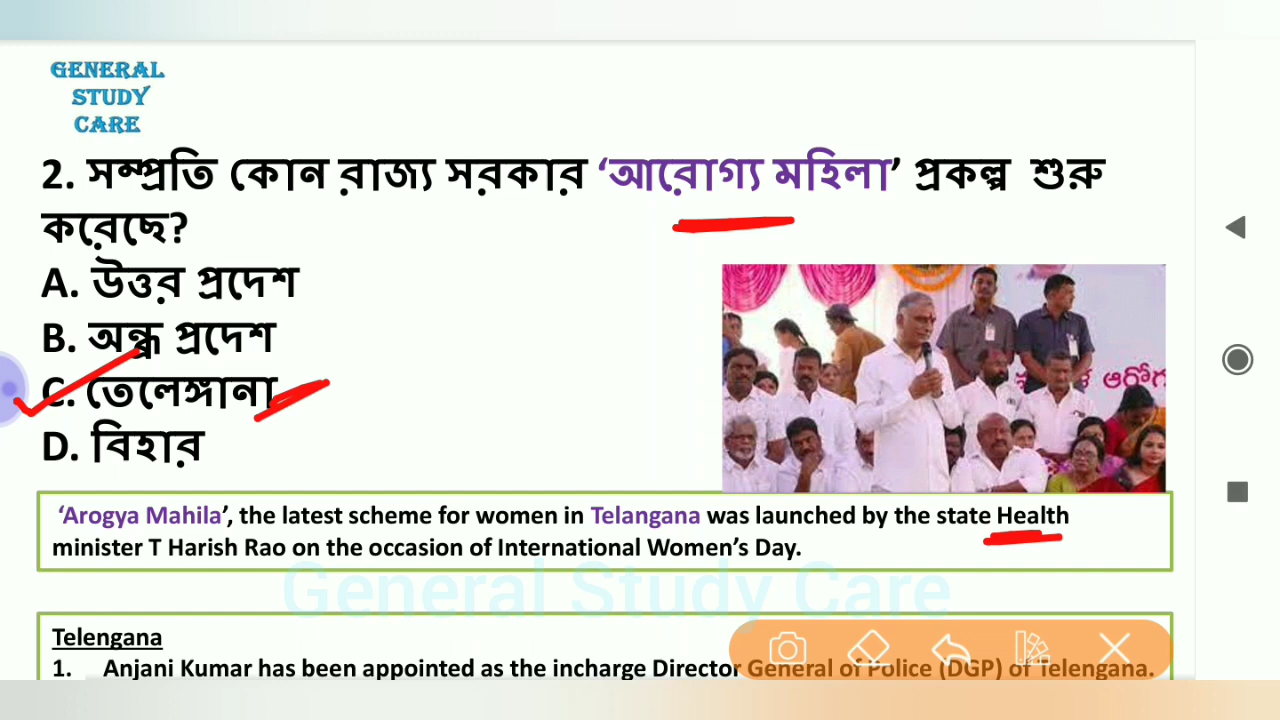 GENERAL
STUDY
CARE
2. সম্প্রতি কোন রাজ্য সরকার ‘আরোগ্য মহিলা’ প্রকল্প শুরু
করেছে?
A. উত্তর প্রদেশ
B. অন্ধ্র প্রদেশ
C. তেলেঙ্গানা
D. বিহার
ఆరోగ
‘Arogya Mahila’, the latest scheme for women in Telangana was launched by the state Health
minister T Harish Rao on the occasion of International Women’s Day.
General Study Care
Telengana
1. Anjani Kumar has been appointed as the incharge Director General of Police (DGP) of Telengana.